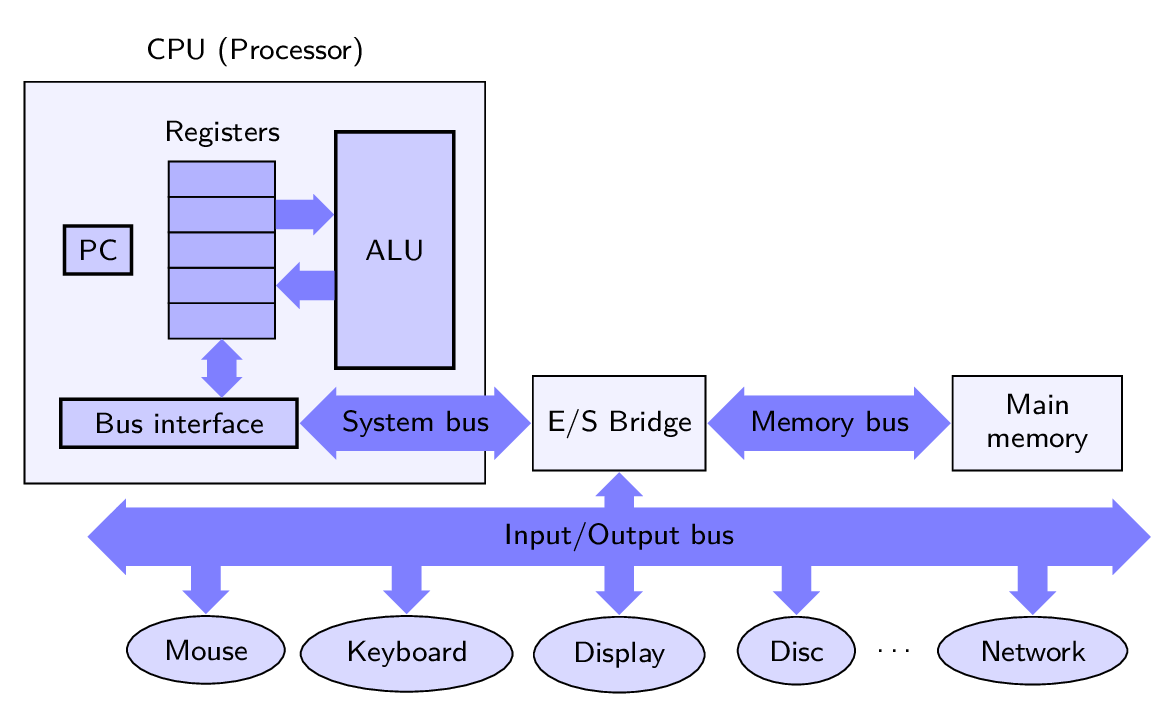 CPU (Processor)
Registers
PC
ALU
Bus interface
System bus
E/S Bridge
Memory bus
Main
memory
Input/Output bus
Mouse
Keyboard
Display
Disc
...
Network